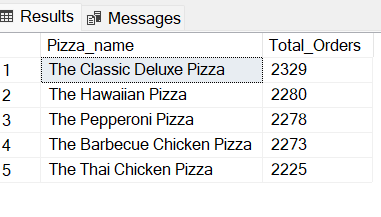 Results Messages
Pizza_name Total_Orders
1 The Classic Deluxe Pizza 2329
2 The Hawaiian Pizza 2280
3 The Pepperoni Pizza 2278
4 The Barbecue Chicken Pizza 2273
5 The Thai Chicken Pizza 2225